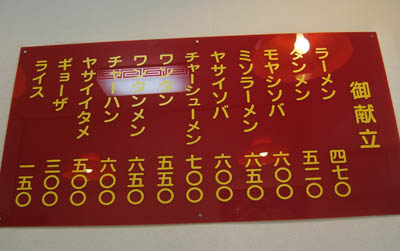 御献立
ラーメン 四七〇
タンメン 五二〇
モヤシソバ 六〇〇
ミソラーメン 六五〇
ヤサイソバ 六〇〇
チャーシューメン 七〇〇
ワンタン 五五〇
ワンタンメン 六五〇
チャーハン 六〇〇
ヤサイイタメ 五〇〇
ギョーザ 三〇〇
ライス 一五〇